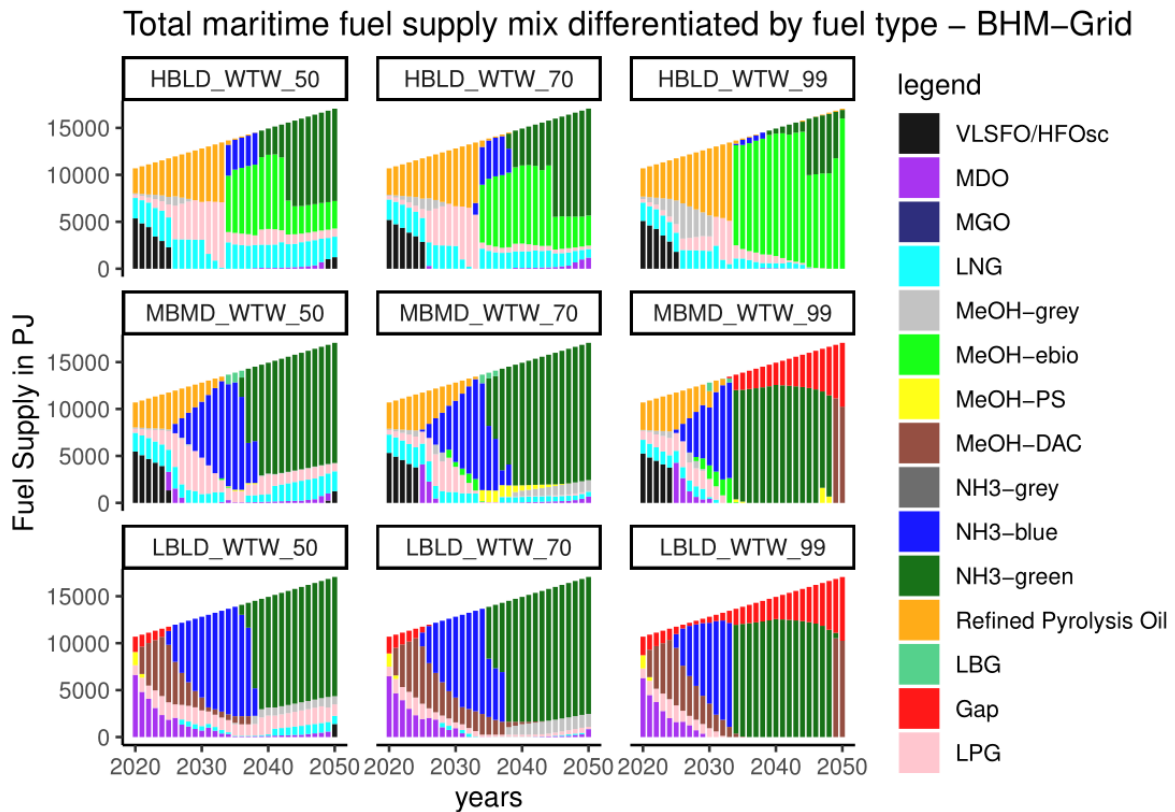 Total maritime fuel supply mix differentiated by fuel type − BHM−Grid
HBLD_WTW_50
HBLD_WTW_70
HBLD_WTW_99
15000
10000
5000
0
MBMD_WTW_50
MBMD_WTW_70
MBMD_WTW_99
15000
10000
5000
0
LBLD_WTW_50
LBLD_WTW_70
LBLD_WTW_99
15000
10000
5000
0
2020 2030 2040 2050
2020 2030 2040 2050
2020 2030 2040 2050
years
Fuel Supply in PJ
legend
VLSFO/HFOsc
MDO
MGO
LNG
MeOH−grey
MeOH−ebio
MeOH−PS
MeOH−DAC
NH3−grey
NH3−blue
NH3−green
Refined Pyrolysis Oil
LBG
Gap
LPG